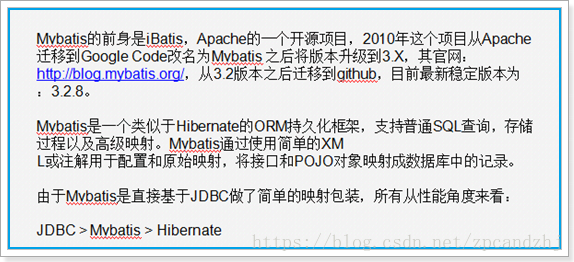 Mybatis的前身是iBatis，Apache的一个开源项目，2010年这个项目从Apache
迁移到Google Code改名为Mybatis 之后将版本升级到3.X，其官网：
http://blog.mybatis.org/，从3.2版本之后迁移到github，目前最新稳定版本为
：3.2.8。
Mybatis是一个类似于Hibernate的ORM持久化框架，支持普通SQL查询，存储
过程以及高级映射。Mybatis通过使用简单的XM
L或注解用于配置和原始映射，将接口和POJO对象映射成数据库中的记录。
由于Mybatis是直接基于JDBC做了简单的映射包装，所有从性能角度来看：
JDBC > Mybatis > Hibernate
https://blog.csdn.net/zpcandzhj